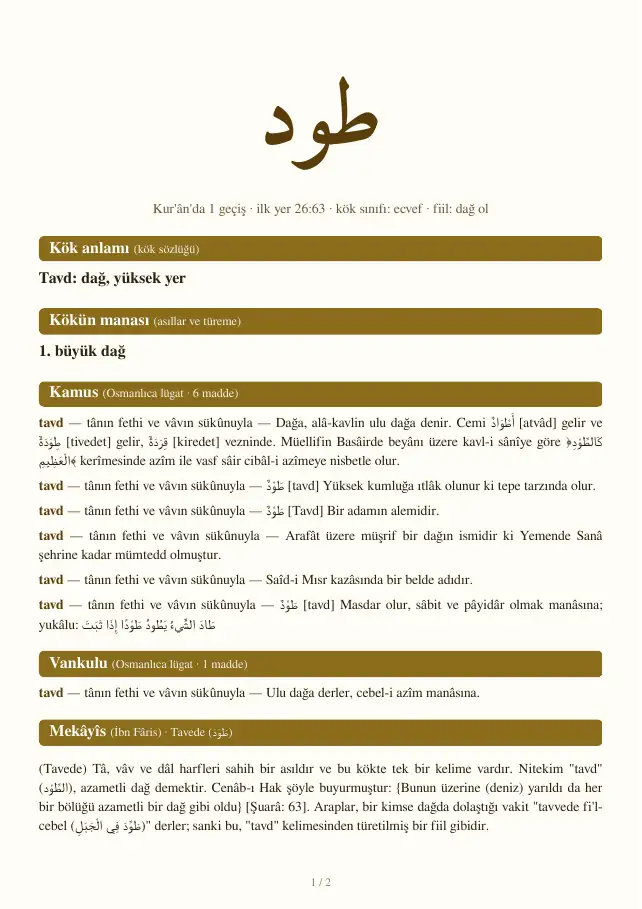 طود
Kur'ân'da 1 geçiş · ilk yer 26:63 · kök sınıfı: ecvef · fiil: dağ ol
Kök anlamı (kök sözlüğü)
Tavd: dağ, yüksek yer
Kökün manası (asıllar ve türeme)
1. büyük dağ
Kamus (Osmanlıca lügat · 6 madde)
tavd — tânın fethi ve vâvın sükûnuyla — Dağa, alâ-kavlin ulu dağa denir. Cemi أَطْوَادٌ [atvâd] gelir ve
طِوَدَةٌ [tivedet] gelir, قِرَدَةٌ [kiredet] vezninde. Müellifin Basâirde beyânı üzere kavl-i sânîye göre ﴿كَالطَّوْدِ
الْعَظِيمِ﴾ kerîmesinde azîm ile vasf sâir cibâl-i azîmeye nisbetle olur.
tavd — tânın fethi ve vâvın sükûnuyla — طَوْدٌ [tavd] Yüksek kumluğa ıtlâk olunur ki tepe tarzında olur.
tavd — tânın fethi ve vâvın sükûnuyla — طَوْدٌ [Tavd] Bir adamın alemidir.
tavd — tânın fethi ve vâvın sükûnuyla — Arafât üzere müşrif bir dağın ismidir ki Yemende Sanâ
şehrine kadar mümtedd olmuştur.
tavd — tânın fethi ve vâvın sükûnuyla — Saîd-i Mısr kazâsında bir belde adıdır.
tavd — tânın fethi ve vâvın sükûnuyla — طَوْدٌ [tavd] Masdar olur, sâbit ve pâyidâr olmak manâsına;
yukâlu: طَادَ الشَّيْءُ يَطُودُ طَوْدًا إِذَا ثَبَتَ
Vankulu (Osmanlıca lügat · 1 madde)
tavd — tânın fethi ve vâvın sükûnuyla — Ulu dağa derler, cebel-i azîm manâsına.
Mekâyîs (İbn Fâris) · Tavede (طَوَدَ)
(Tavede) Tâ, vâv ve dâl harfleri sahih bir asıldır ve bu kökte tek bir kelime vardır. Nitekim "tavd"
(الطَّوْدُ), azametli dağ demektir. Cenâb-ı Hak şöyle buyurmuştur: {Bunun üzerine (deniz) yarıldı da her
bir bölüğü azametli bir dağ gibi oldu} [Şuarâ: 63]. Araplar, bir kimse dağda dolaştığı vakit "tavvede fi'l-
cebel (طَوَّدَ فِي الْجَبَلِ)" derler; sanki bu, "tavd" kelimesinden türetilmiş bir fiil gibidir.
1 / 2